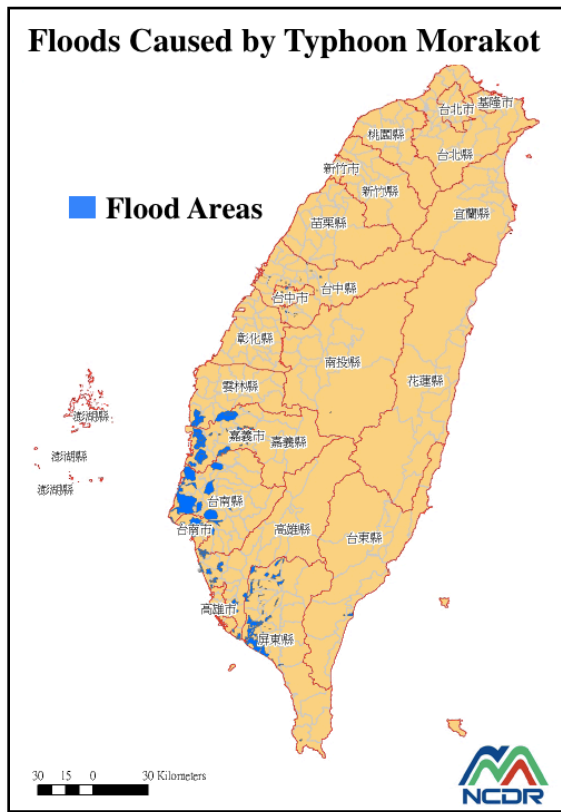 Floods Caused by Typhoon Morakot
基隆市
台北市
桃園縣
台北縣
新竹市
新竹縣
Flood Areas
宜蘭縣
苗栗縣
台中縣
台中市
彰化縣
南投縣
花蓮縣
雲林縣
澎湖縣
嘉義市
嘉義縣
澎湖縣
澎湖縣
台南縣
台南市
高雄縣
台東縣
高雄市
屏東縣
30 15 0 30 Kilometers
NCDR